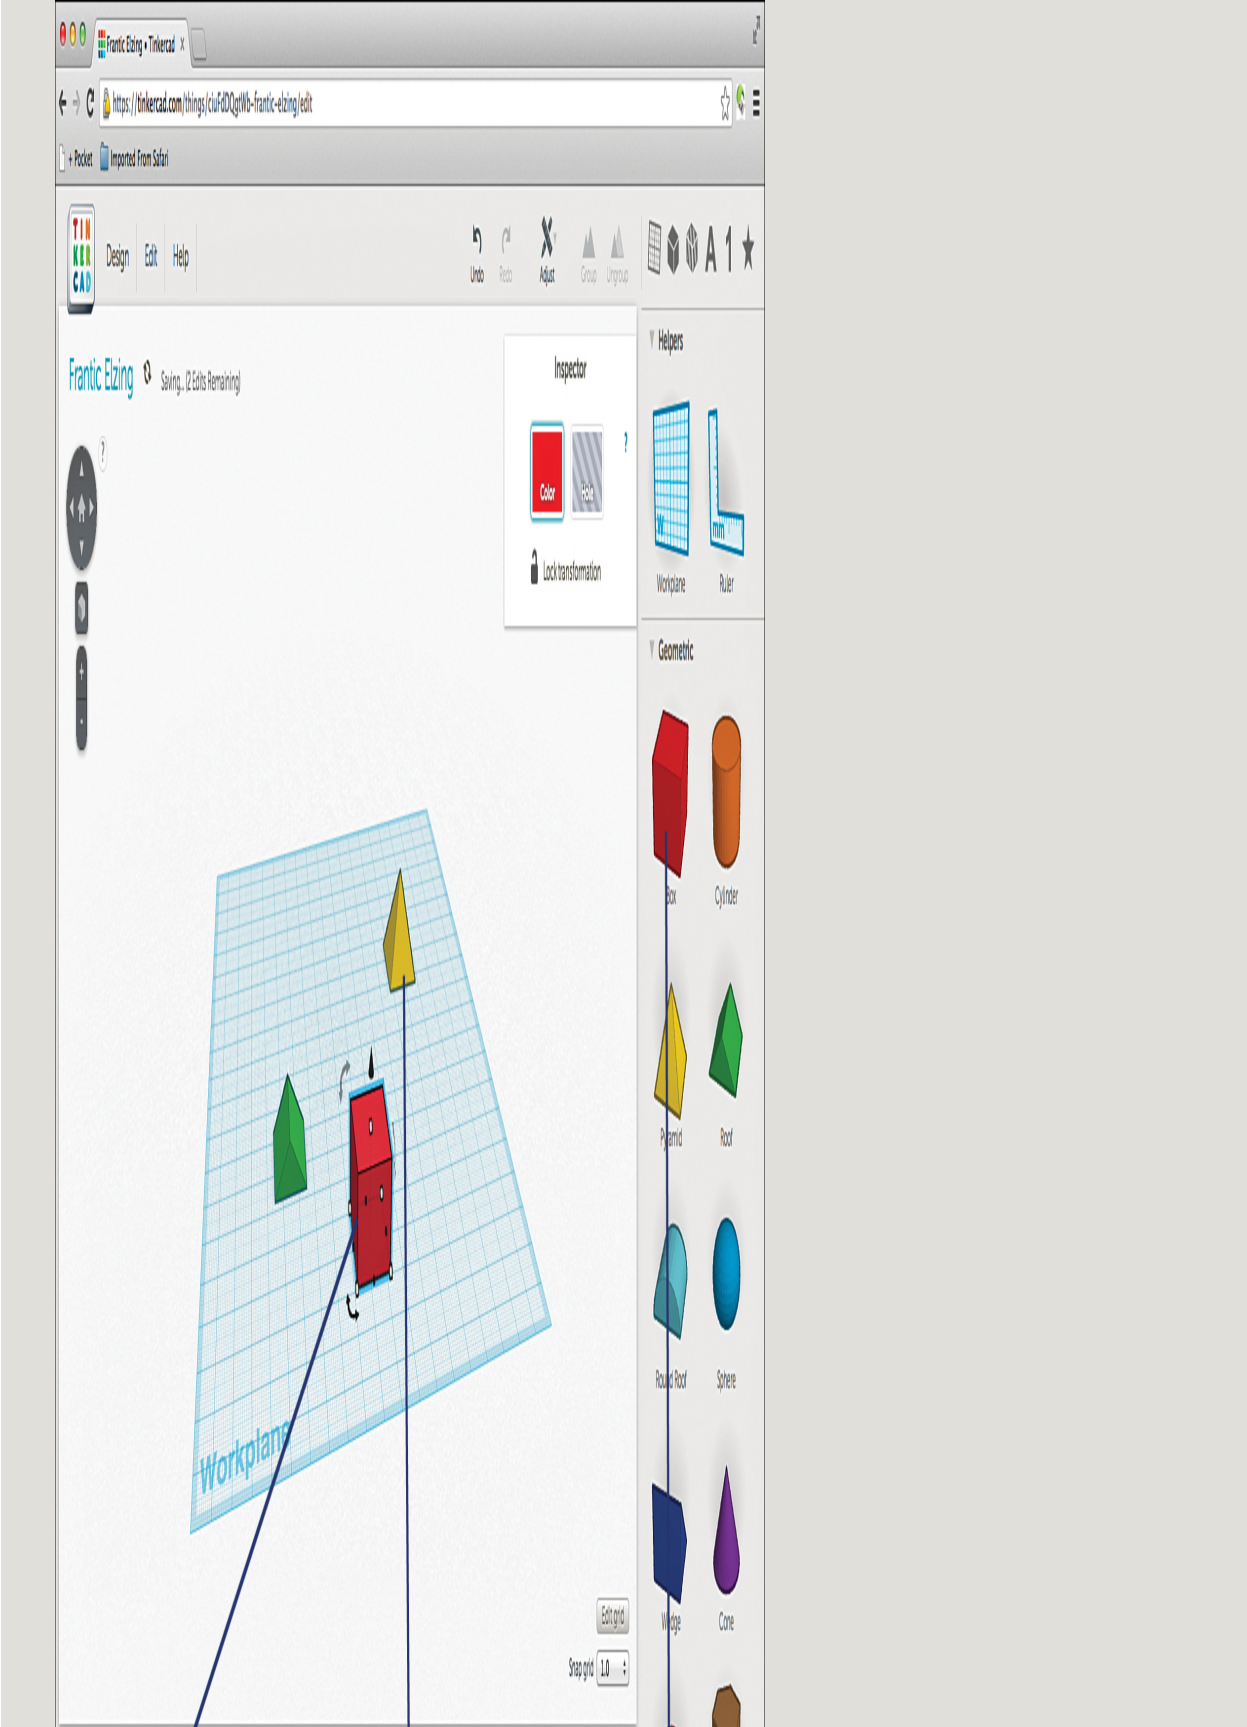 Frantic Elzing • Tinkercad x
https://tinkercad.com/things/ciuFdDQgtWb-frantic-elzing/edit
+ Pocket Imported From Safari
TIN
KER
CAD
Design Edit Help
Undo Redo Adjust Group Ungroup
A 1
Helpers
Frantic Elzing Saving... (2 Edits Remaining)
Inspector
?
Color Hole
?
Lock transformation
W mm
Workplane Ruler
Geometric
+
-
Box Cylinder
Pyramid Roof
Round Roof Sphere
Workplane
Wedge Cone
Edit grid
Snap grid 1.0